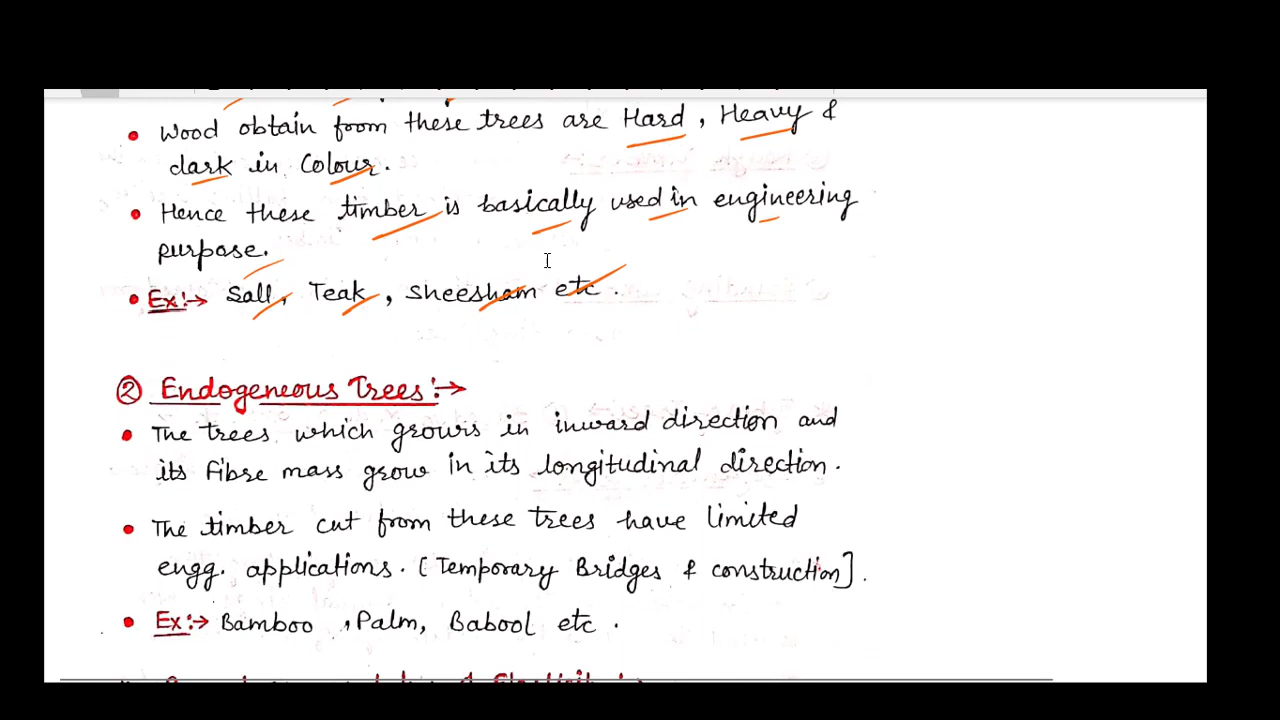 • Wood obtain from these trees are Hard, Heavy &
dark in Colour.
• Hence these timber is basically used in engineering
purpose.
• Ex:→ Sall, Teak, Sheesham etc.
② Endogeneous Trees:→
• The trees which grows in inward direction and
its fibre mass grow in its longitudinal direction.
• The timber cut from these trees have limited
engg. applications. [Temporary Bridges & construction].
• Ex:→ Bamboo, Palm, Babool etc.